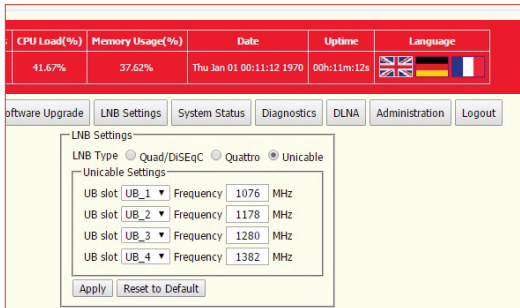 CPU Load(%) Memory Usage(%) Date Uptime Language
41.67% 37.62% Thu Jan 01 00:11:12 1970 00h:11m:12s
Upgrade LNB Settings System Status Diagnostics DLNA Administration Logout
LNB Settings
LNB Type Quad/DiSEqC Quattro Unicable
Unicable Settings
UB slot UB_1 Frequency 1076 MHz
UB slot UB_2 Frequency 1178 MHz
UB slot UB_3 Frequency 1280 MHz
UB slot UB_4 Frequency 1382 MHz
Apply Reset to Default